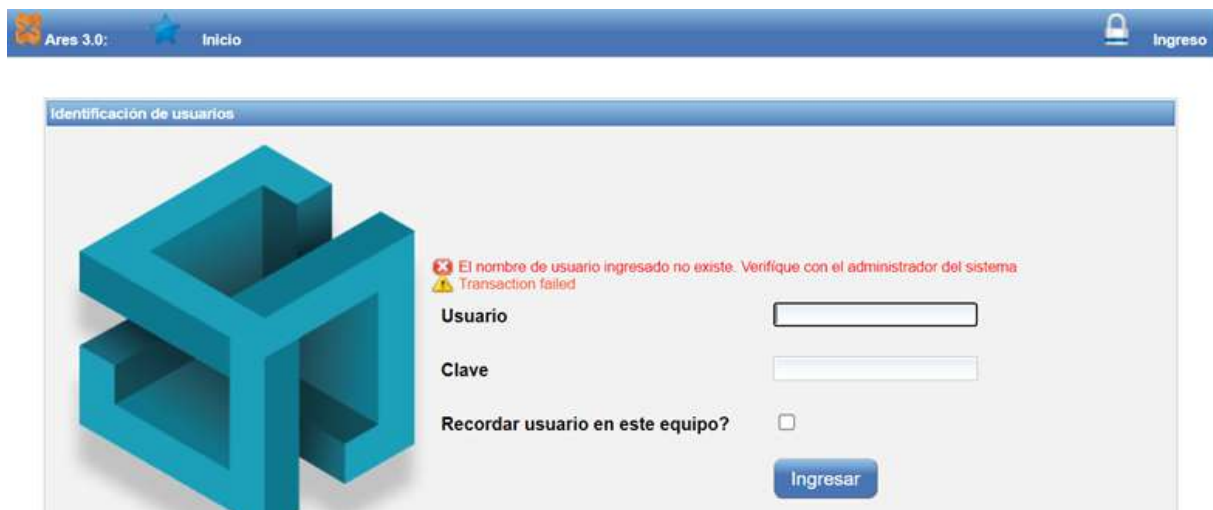 Ares 3.0:
Inicio
Ingreso
Identificación de usuarios
El nombre de usuario ingresado no existe. Verifíque con el administrador del sistema
Transaction failed
Usuario
Clave
Recordar usuario en este equipo?
Ingresar